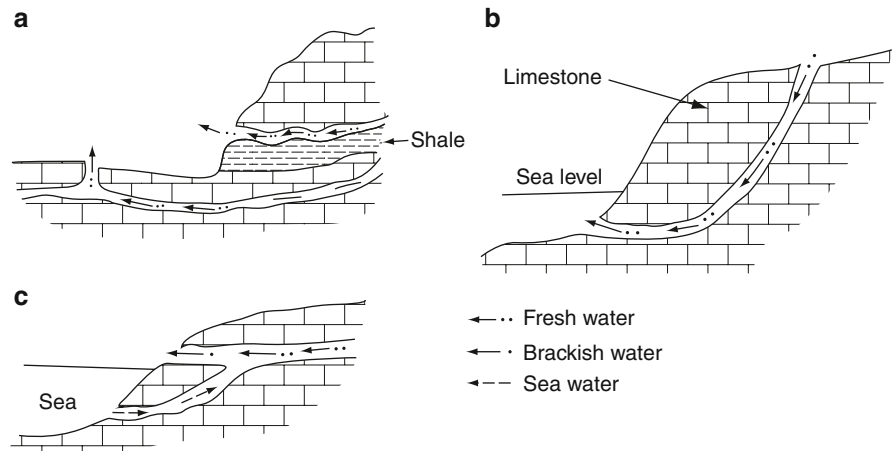 a
Shale
b
Limestone
Sea level
c
Sea
Fresh water
Brackish water
Sea water